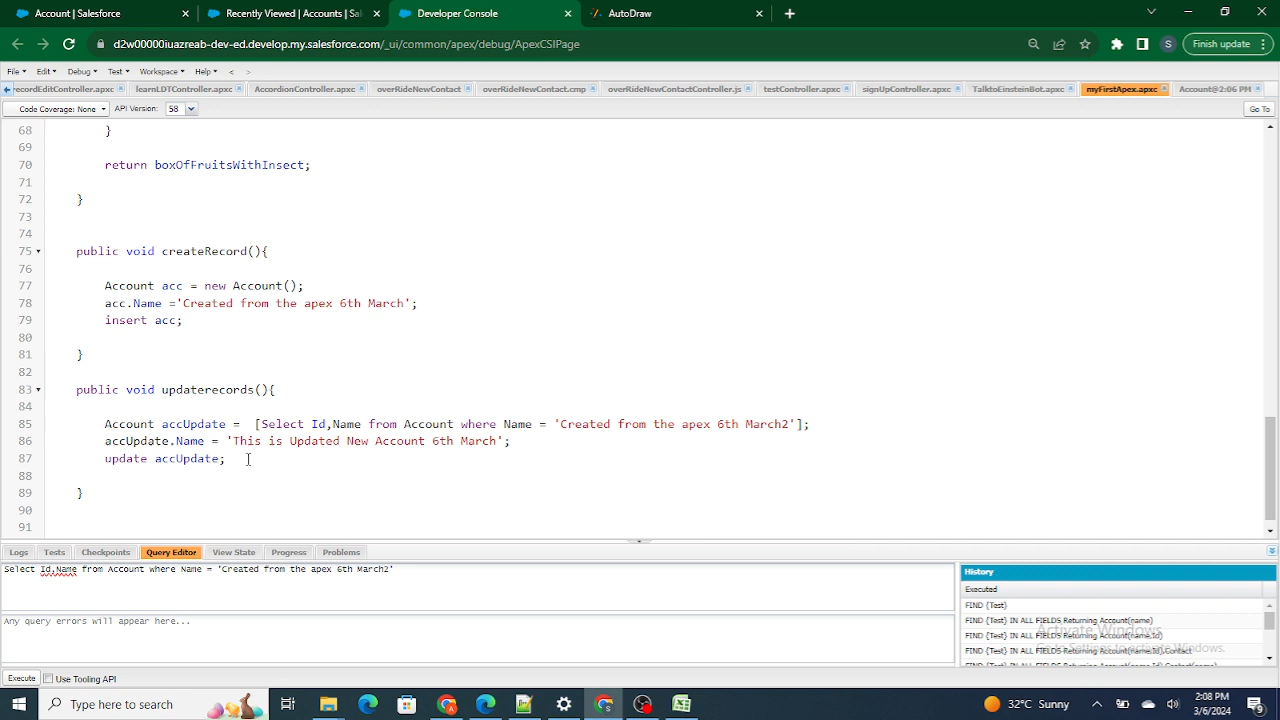 Account | Salesforce
Recently Viewed | Accounts | Sal
Developer Console
AutoDraw
d2w00000iuazreab-dev-ed.develop.my.salesforce.com/_ui/common/apex/debug/ApexCSIPage
Finish update
File Edit Debug Test Workspace Help < >
recordEditController.apxc learnLDTController.apxc AccordionController.apxc overRideNewContact overRideNewContact.cmp overRideNewContactController.js testController.apxc signUpController.apxc TalktoEinsteinBot.apxc myFirstApex.apxc Account@2:06 PM
Code Coverage: None API Version: 58 Go To
68 }
69
70 return boxOfFruitsWithInsect;
71
72 }
73
74
75 public void createRecord(){
76
77 Account acc = new Account();
78 acc.Name ='Created from the apex 6th March';
79 insert acc;
80
81 }
82
83 public void updaterecords(){
84
85 Account accUpdate = [Select Id,Name from Account where Name = 'Created from the apex 6th March2'];
86 accUpdate.Name = 'This is Updated New Account 6th March';
87 update accUpdate;
88
89 }
90
91
Logs Tests Checkpoints Query Editor View State Progress Problems
Select Id,Name from Account where Name = 'Created from the apex 6th March2'
Any query errors will appear here...
History
Executed
FIND {Test}
FIND {Test} IN ALL FIELDS Returning Account(name)
FIND {Test} IN ALL FIELDS Returning Account(name,Id)
FIND {Test} IN ALL FIELDS Returning Account(name,Id),Contact
FIND {Test} IN ALL FIELDS Returning Account(name,Id),Contact(name)
Activate Windows
Go to Settings to activate Windows.
Execute Use Tooling API
Type here to search
32°C Sunny
2:08 PM
3/6/2024
9